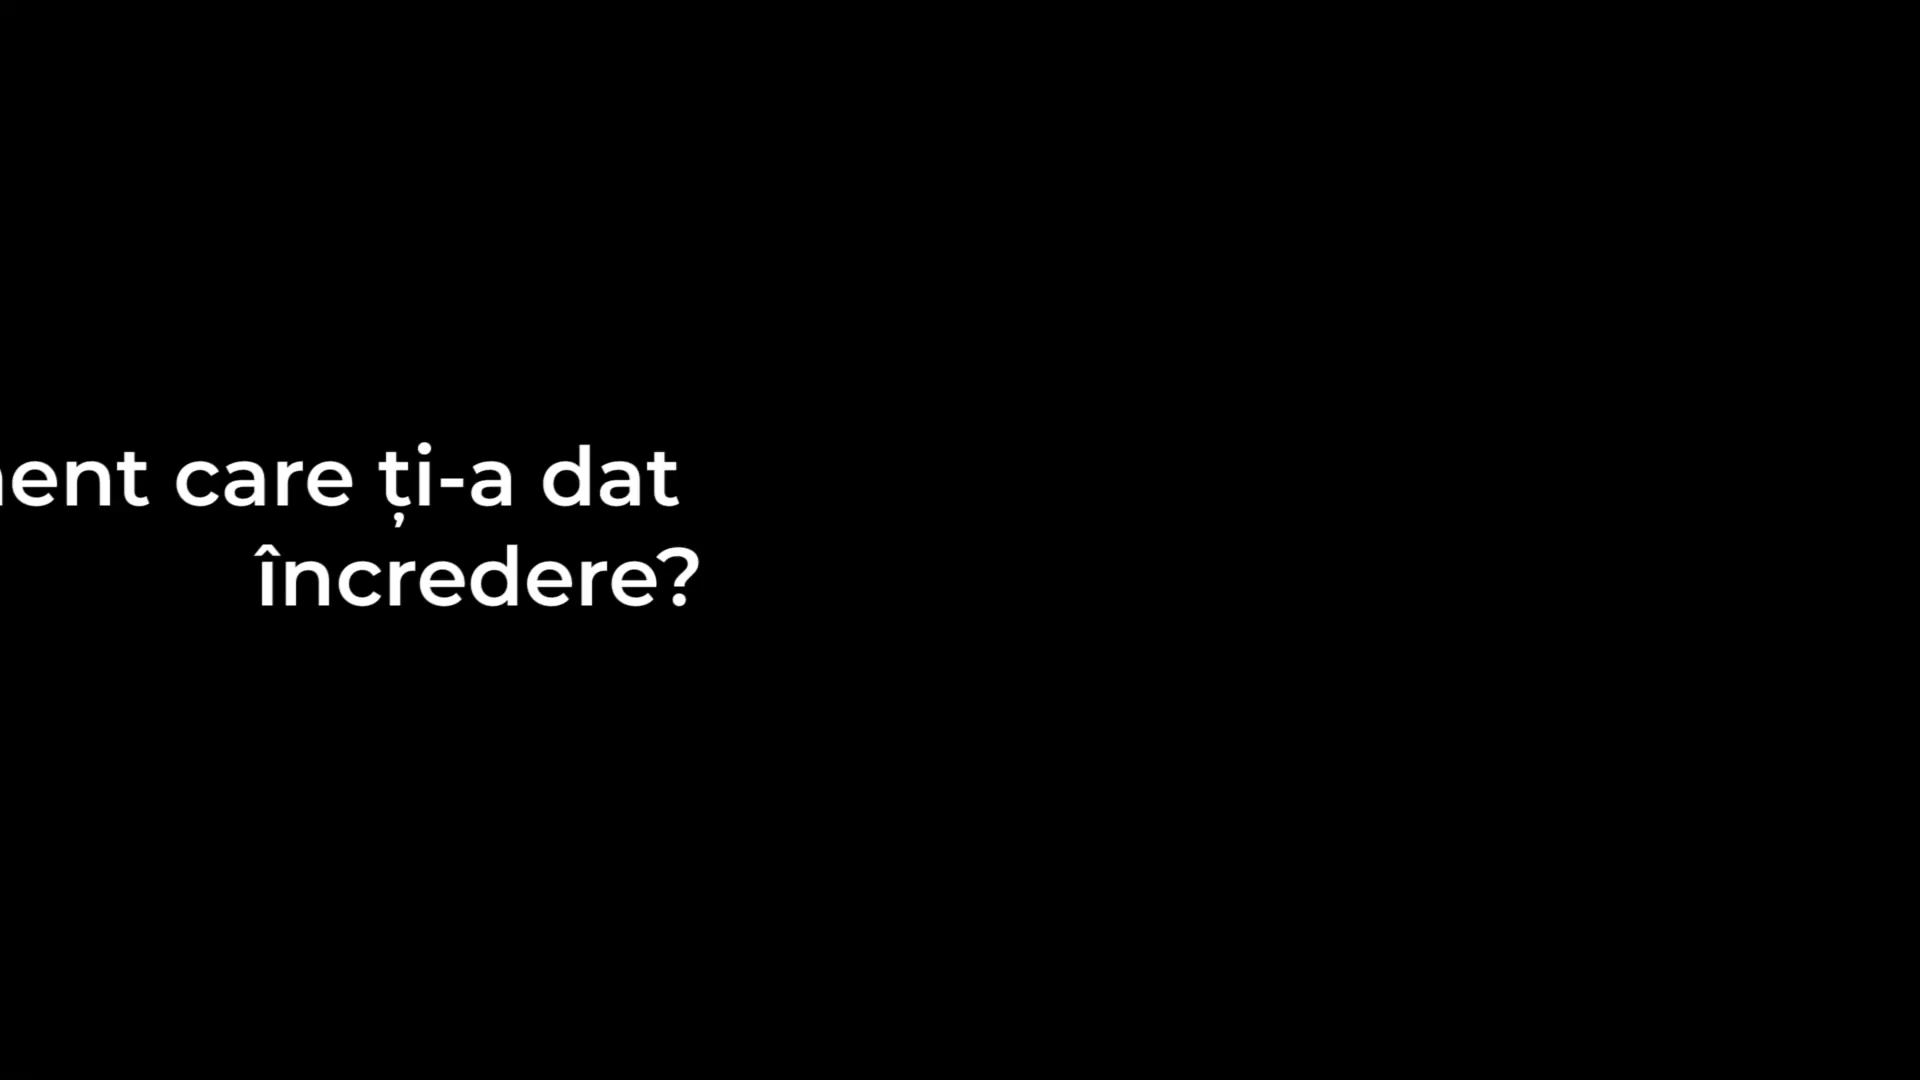 ent care ți-a dat
încredere?